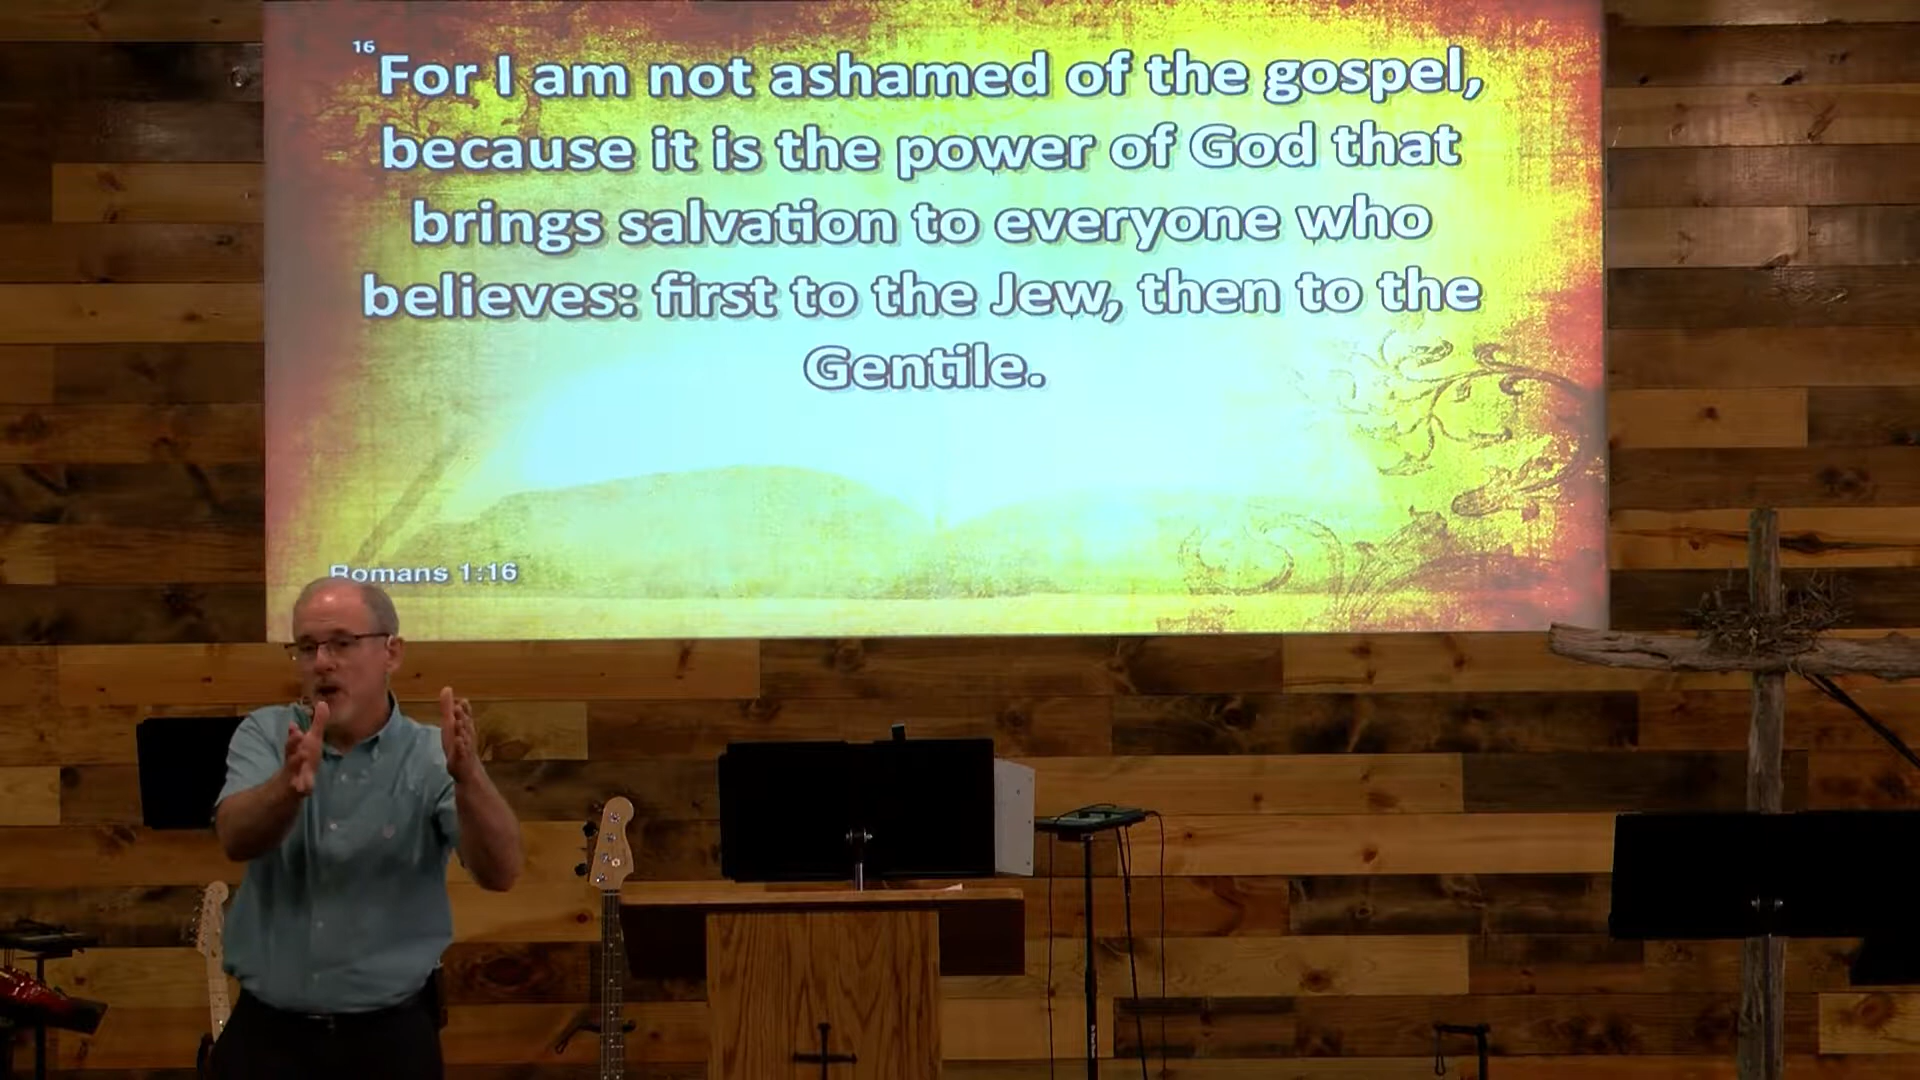 16 For I am not ashamed of the gospel,
because it is the power of God that
brings salvation to everyone who
believes: first to the Jew, then to the
Gentile.
Romans 1:16